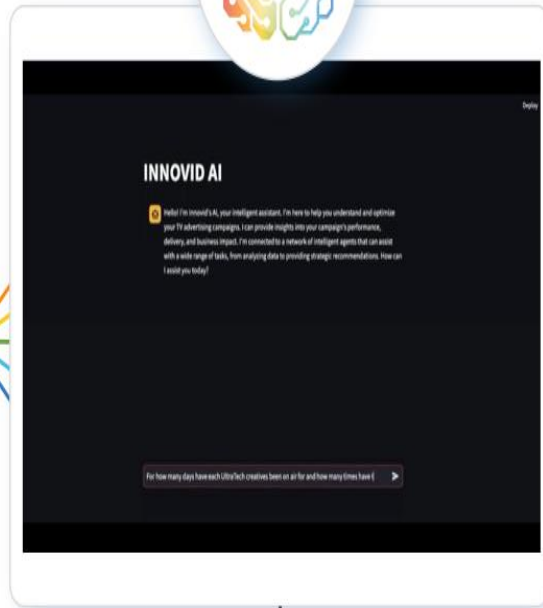 Deploy
INNOVID AI
Hello! I'm Innovid's AI, your intelligent assistant. I'm here to help you understand and optimize
your TV advertising campaigns. I can provide insights into your campaign's performance,
delivery, and business impact. I'm connected to a network of intelligent agents that can assist
with a wide range of tasks, from analyzing data to providing strategic recommendations. How can
I assist you today?
For how many days have each UltraTech creatives been on air for and how many times have t